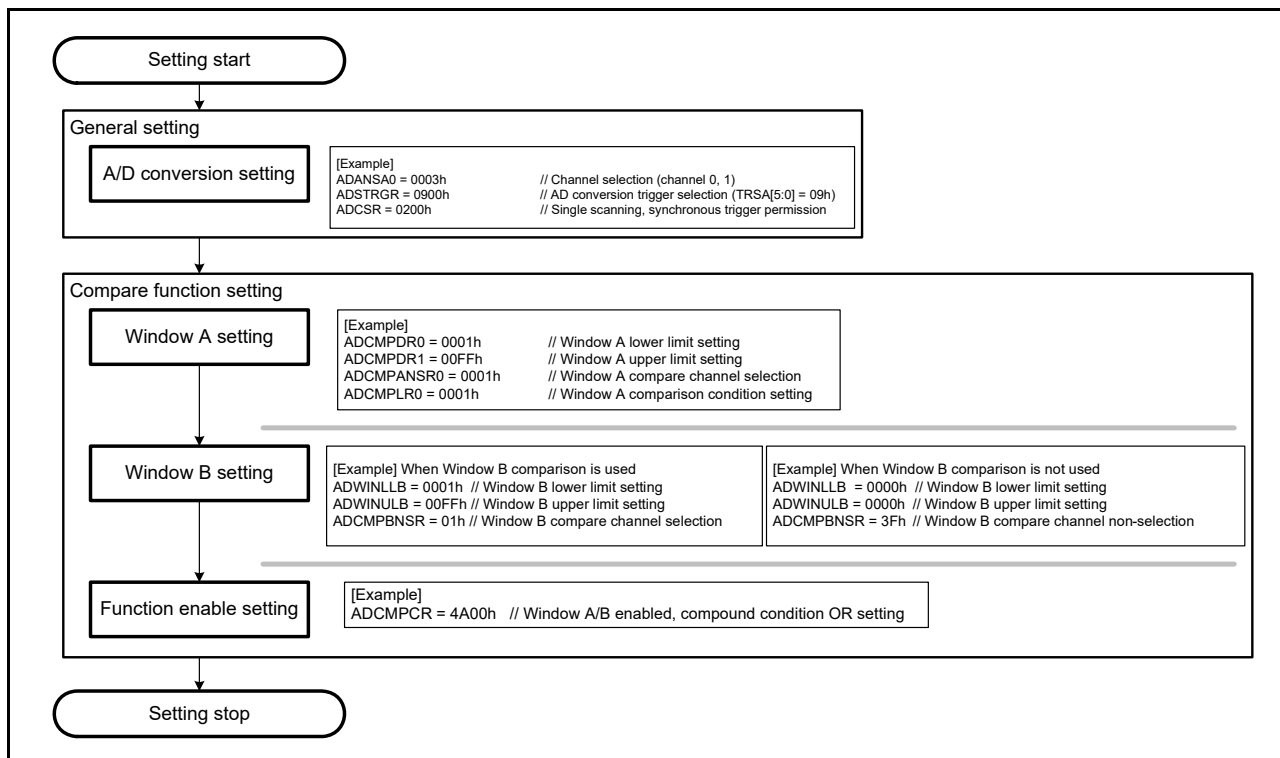 Setting start
General setting
A/D conversion setting
[Example]
ADANSA0 = 0003h // Channel selection (channel 0, 1)
ADSTRGR = 0900h // AD conversion trigger selection (TRSA[5:0] = 09h)
ADCSR = 0200h // Single scanning, synchronous trigger permission
Compare function setting
Window A setting
[Example]
ADCMPDR0 = 0001h // Window A lower limit setting
ADCMPDR1 = 00FFh // Window A upper limit setting
ADCMPANSR0 = 0001h // Window A compare channel selection
ADCMPLR0 = 0001h // Window A comparison condition setting
Window B setting
[Example] When Window B comparison is used
ADWINLLB = 0001h // Window B lower limit setting
ADWINULB = 00FFh // Window B upper limit setting
ADCMPBNSR = 01h // Window B compare channel selection
[Example] When Window B comparison is not used
ADWINLLB = 0000h // Window B lower limit setting
ADWINULB = 0000h // Window B upper limit setting
ADCMPBNSR = 3Fh // Window B compare channel non-selection
Function enable setting
[Example]
ADCMPCR = 4A00h // Window A/B enabled, compound condition OR setting
Setting stop